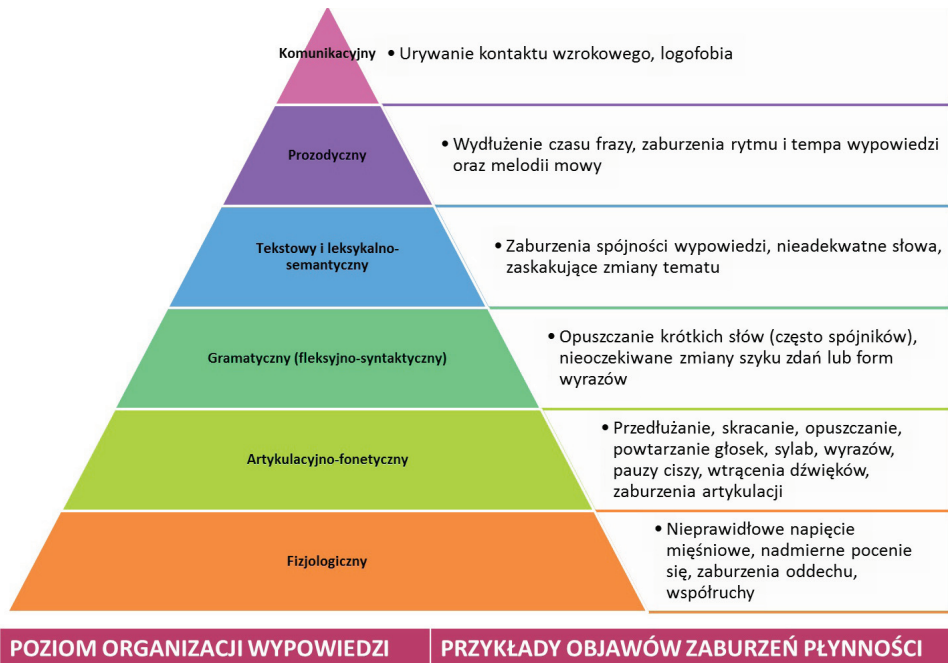 Komunikacyjny
• Urywanie kontaktu wzrokowego, logofobia
Prozodyczny
• Wydłużenie czasu frazy, zaburzenia rytmu i tempa wypowiedzi
oraz melodii mowy
Tekstowy i leksykalno-
semantyczny
• Zaburzenia spójności wypowiedzi, nieadekwatne słowa,
zaskakujące zmiany tematu
Gramatyczny (fleksyjno-syntaktyczny)
• Opuszczanie krótkich słów (często spójników),
nieoczekiwane zmiany szyku zdań lub form
wyrazów
Artykulacyjno-fonetyczny
• Przedłużanie, skracanie, opuszczanie,
powtarzanie głosek, sylab, wyrazów,
pauzy ciszy, wtrącenia dźwięków,
zaburzenia artykulacji
Fizjologiczny
• Nieprawidłowe napięcie
mięśniowe, nadmierne pocenie
się, zaburzenia oddechu,
współruchy
POZIOM ORGANIZACJI WYPOWIEDZI
PRZYKŁADY OBJAWÓW ZABURZEŃ PŁYNNOŚCI